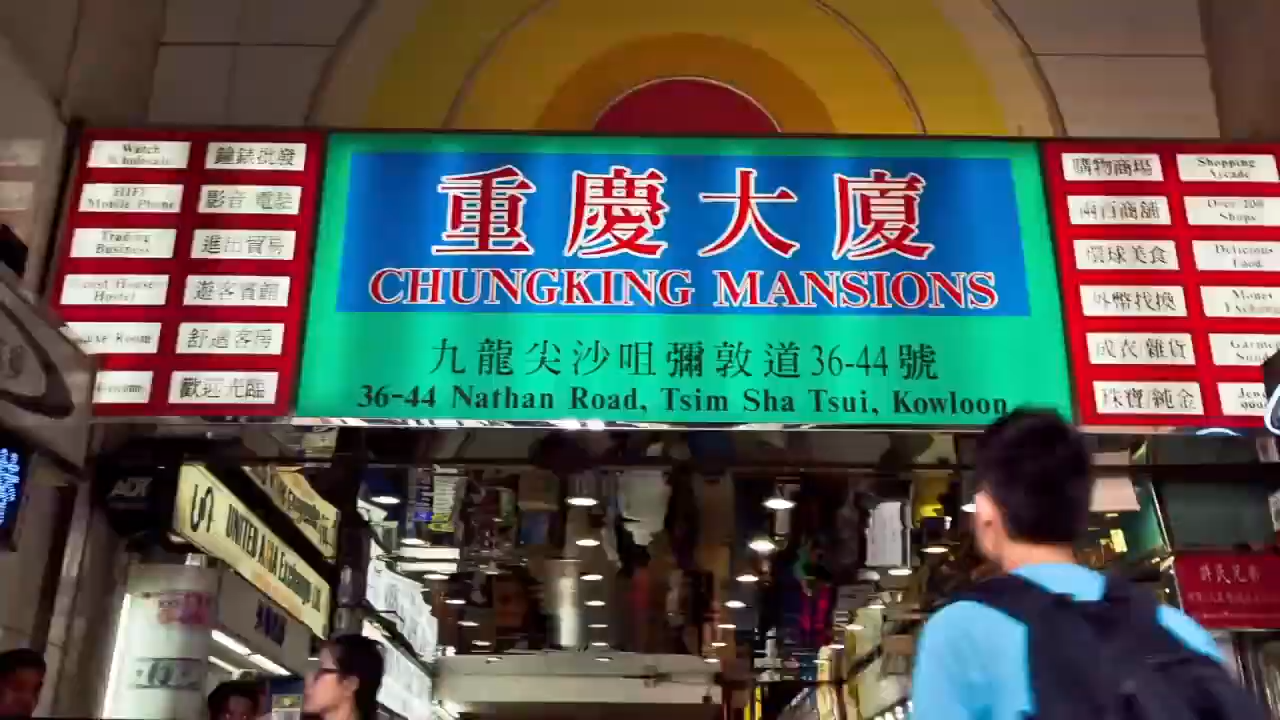 Watch Wholesale
鐘錶批發
HIFI Mobile Phone
影音 電話
Trading Business
進出貿易
Guest House Hostel
遊客賓館
Room
舒適客房
歡迎光臨
重慶大廈
CHUNGKING MANSIONS
九龍尖沙咀彌敦道36-44號
36-44 Nathan Road, Tsim Sha Tsui, Kowloon
購物商場
Shopping Arcade
兩百商舖
Over 200 Shops
環球美食
Delicious Food
外幣找換
Money Exchange
成衣雜貨
珠寶純金
UNITED ASIA